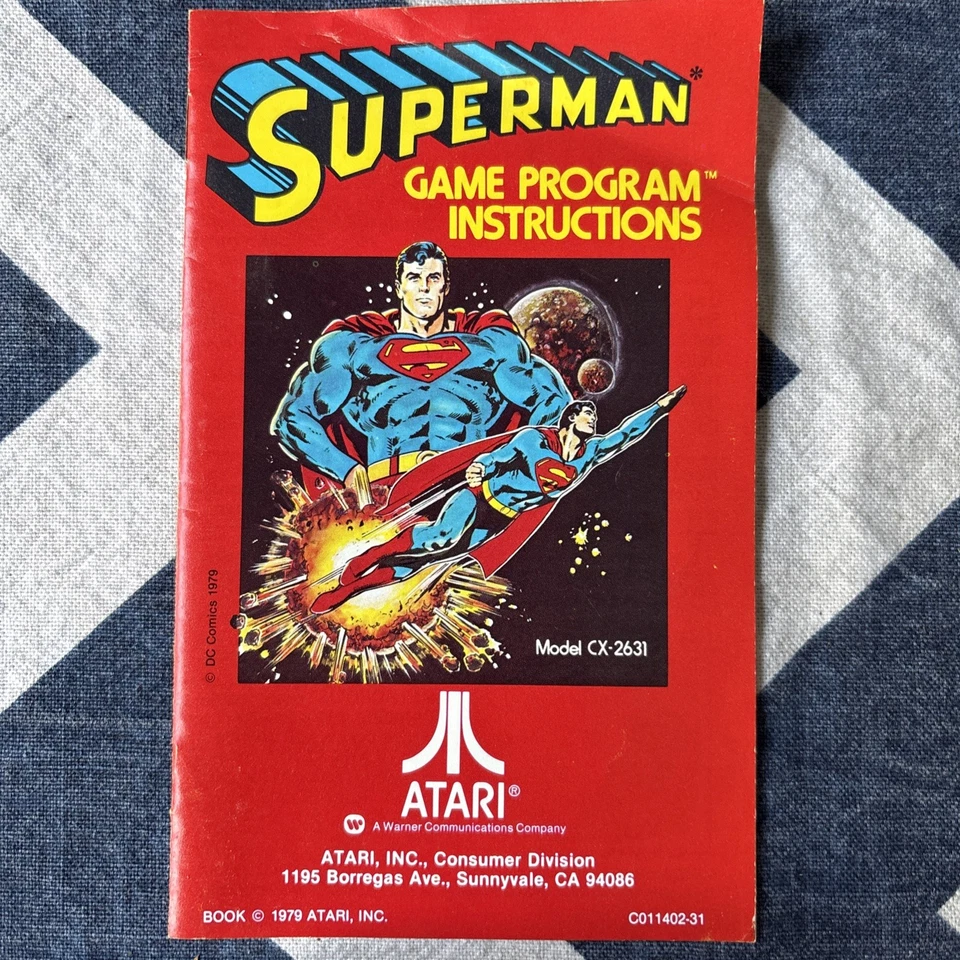 SUPERMAN*
GAME PROGRAM™
INSTRUCTIONS
© DC Comics 1979
Model CX-2631
ATARI®
A Warner Communications Company
ATARI, INC., Consumer Division
1195 Borregas Ave., Sunnyvale, CA 94086
BOOK © 1979 ATARI, INC.
C011402-31